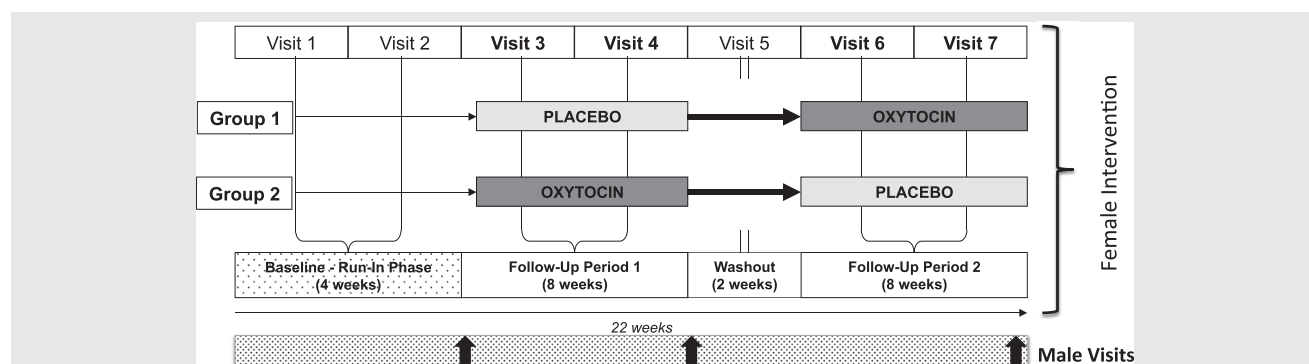 Visit 1 Visit 2 Visit 3 Visit 4 Visit 5 Visit 6 Visit 7
Group 1 PLACEBO OXYTOCIN
Group 2 OXYTOCIN PLACEBO
Baseline - Run-In Phase
(4 weeks)
Follow-Up Period 1
(8 weeks)
Washout
(2 weeks)
Follow-Up Period 2
(8 weeks)
22 weeks
Female Intervention
Male Visits